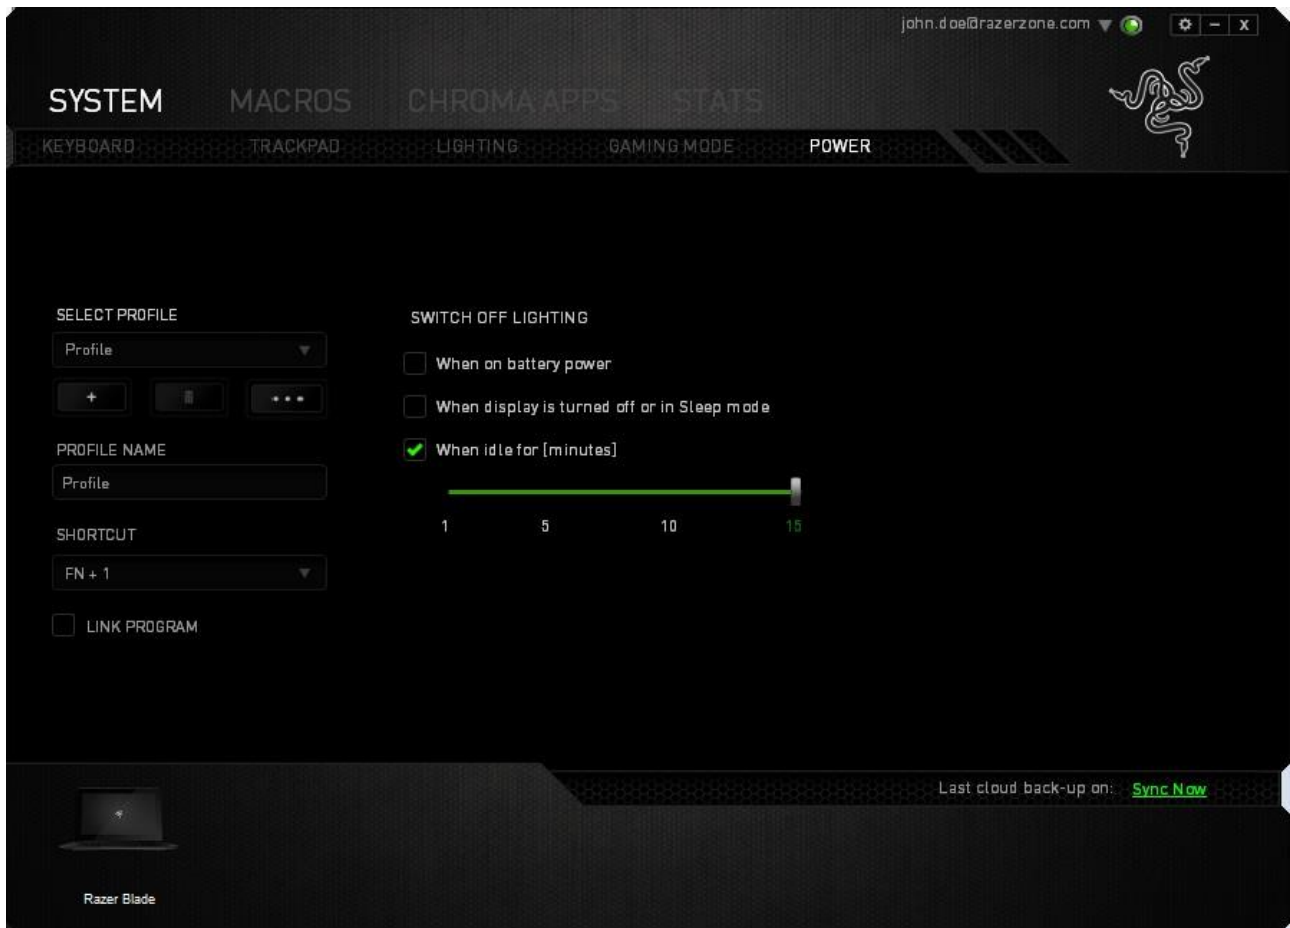 john.doe@razerzone.com
SYSTEM MACROS CHROMA APPS STATS
KEYBOARD TRACKPAD LIGHTING GAMING MODE POWER
SELECT PROFILE
Profile
PROFILE NAME
Profile
SHORTCUT
FN + 1
LINK PROGRAM
SWITCH OFF LIGHTING
When on battery power
When display is turned off or in Sleep mode
When idle for [minutes]
1 5 10 15
Last cloud back-up on: Sync Now
Razer Blade